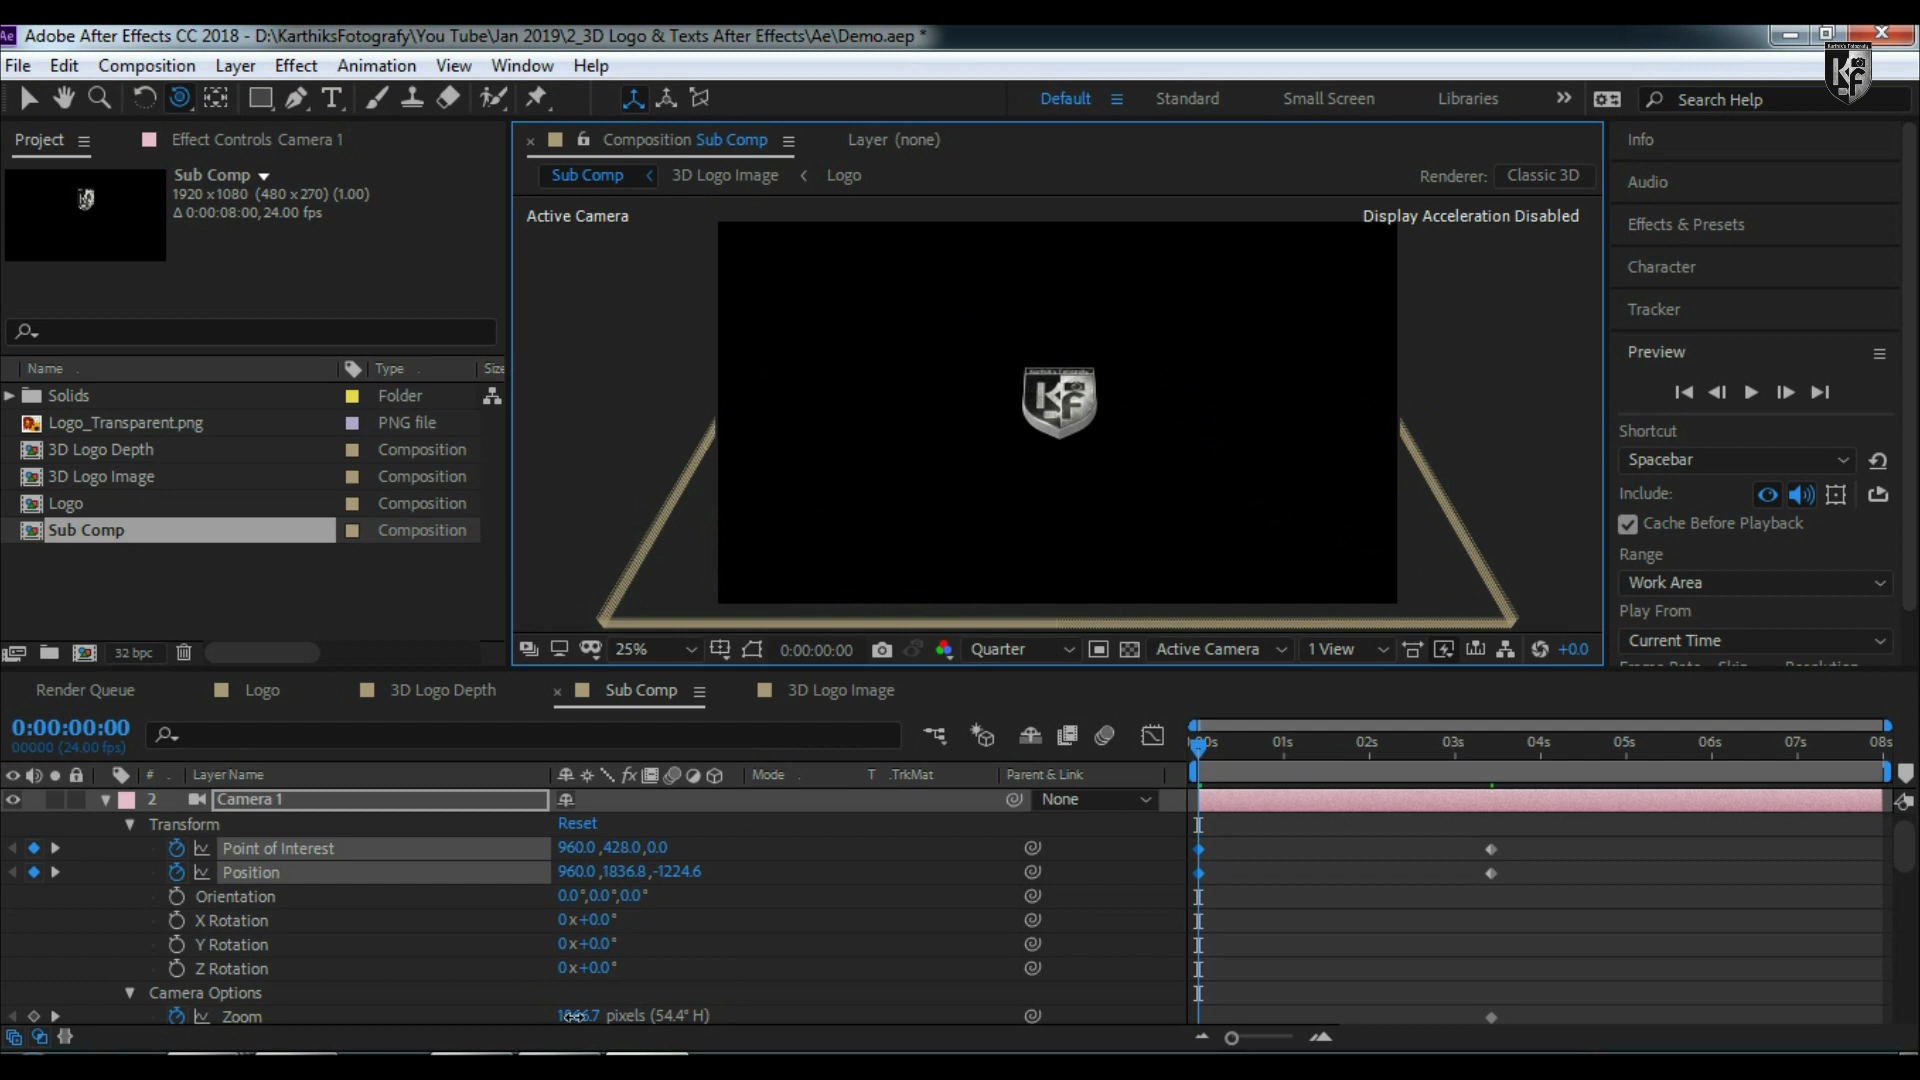 Adobe After Effects CC 2018 - D:\KarthiksFotografy\You Tube\Jan 2019\2_3D Logo & Texts After Effects\Ae\Demo.aep *
File Edit Composition Layer Effect Animation View Window Help
Default Standard Small Screen Libraries Search Help
Project Effect Controls Camera 1
Composition Sub Comp Layer (none)
Sub Comp
1920 x 1080 (480 x 270) (1.00)
Δ 0:00:08:00, 24.00 fps
Sub Comp 3D Logo Image Logo
Renderer: Classic 3D
Active Camera
Display Acceleration Disabled
Name Type Size
Solids Folder
Logo_Transparent.png PNG file
3D Logo Depth Composition
3D Logo Image Composition
Logo Composition
Sub Comp Composition
32 bpc
25% 0:00:00:00 Quarter Active Camera 1 View +0.0
Info
Audio
Effects & Presets
Character
Tracker
Preview
Shortcut
Spacebar
Include:
Cache Before Playback
Range
Work Area
Play From
Current Time
Render Queue Logo 3D Logo Depth Sub Comp 3D Logo Image
0:00:00:00
00000 (24.00 fps)
01s 02s 03s 04s 05s 06s 07s 08s
# Layer Name Mode T .TrkMat Parent & Link
2 Camera 1 None
Transform Reset
Point of Interest 960.0 ,428.0,0.0
Position 960.0 ,1836.8 ,-1224.6
Orientation 0.0°,0.0°,0.0°
X Rotation 0 x +0.0°
Y Rotation 0 x +0.0°
Z Rotation 0 x +0.0°
Camera Options
Zoom pixels (54.4° H)